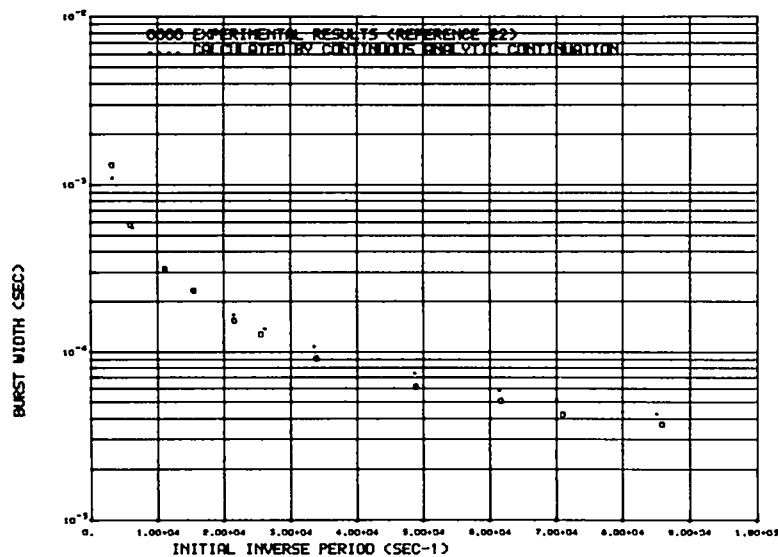 10-2
0000 EXPERIMENTAL RESULTS (REFERENCE 22)
.... CALCULATED BY CONTINUOUS ANALYTIC CONTINUATION
10-3
BURST WIDTH (SEC)
10-4
10-5
0. 1.00+04 2.00+04 3.00+04 4.00+04 5.00+04 6.00+04 7.00+04 8.00+04 9.00+04 1.00+05
INITIAL INVERSE PERIOD (SEC-1)